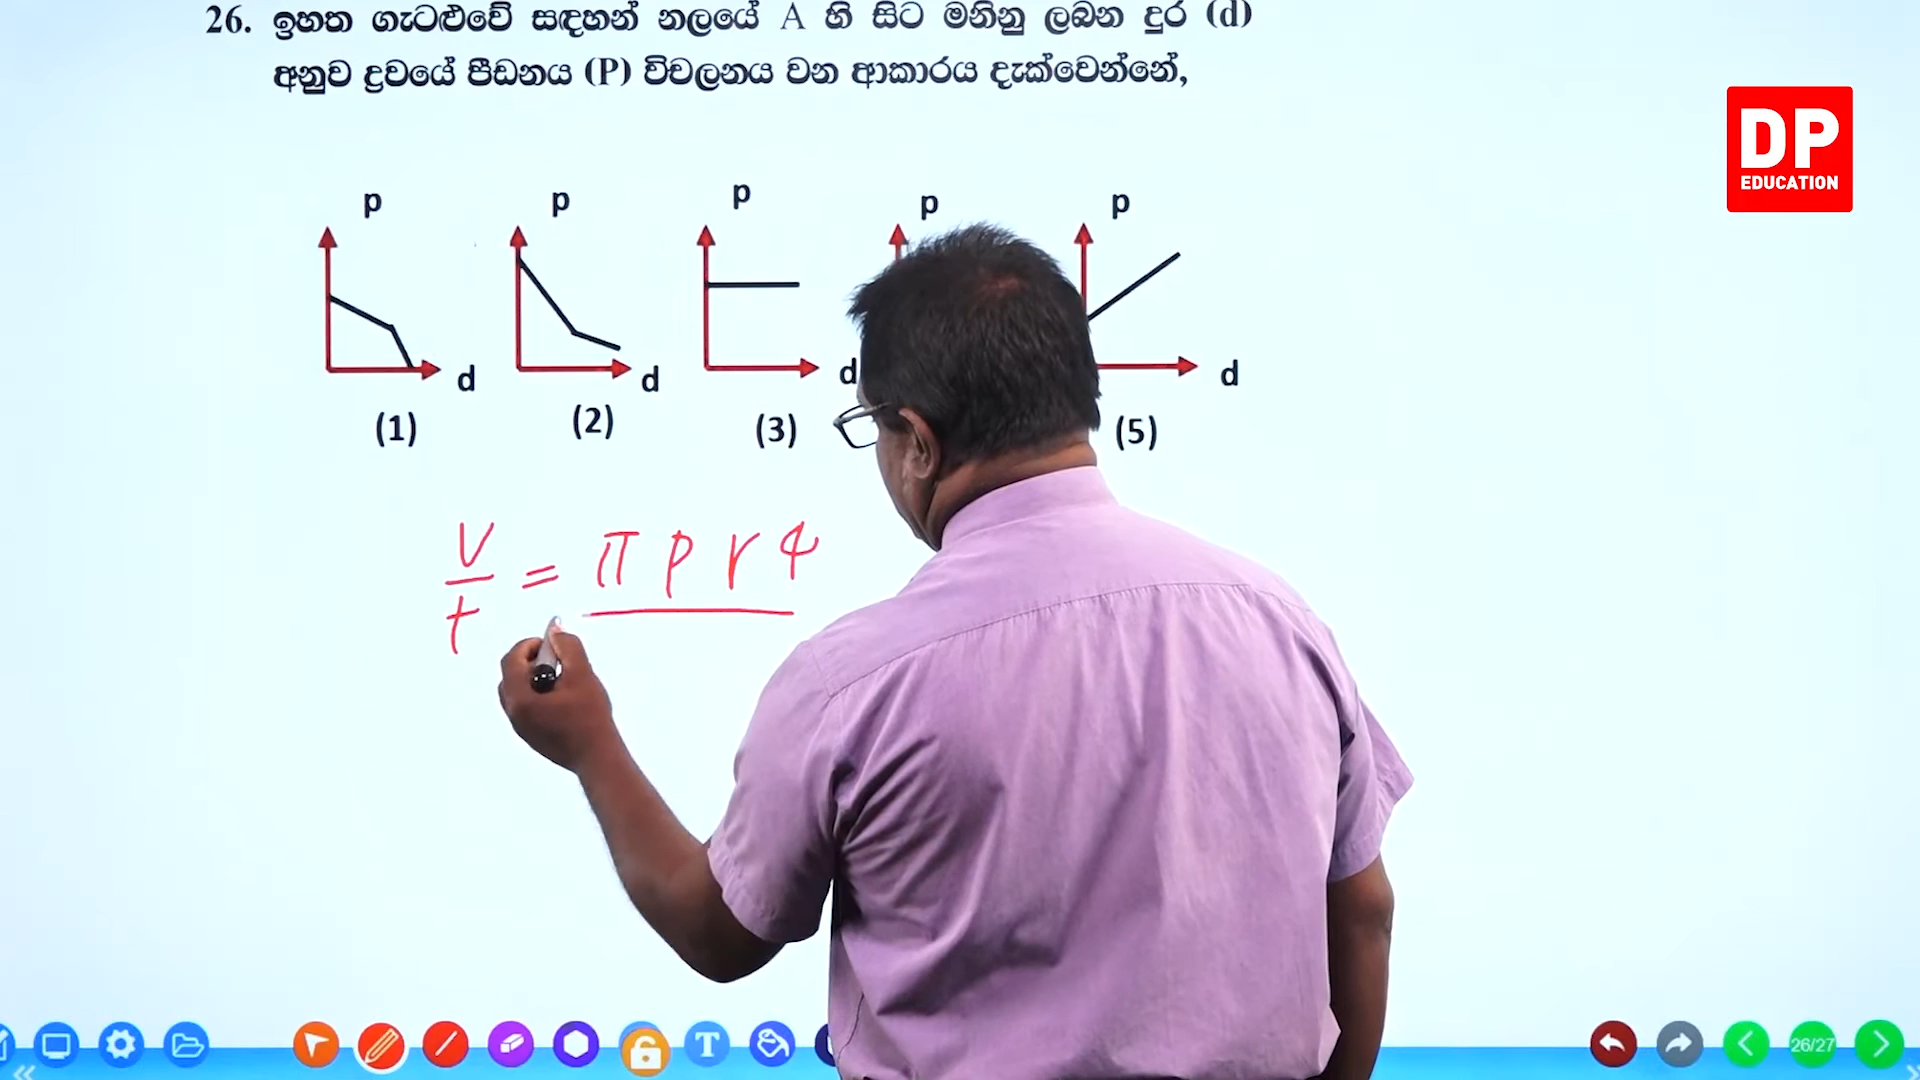 26. ඉහත ගැටළුවේ සඳහන් නලයේ A හි සිට මනිනු ලබන දුර (d)
අනුව ද්‍රවයේ පීඩනය (P) විචලනය වන ආකාරය දැක්වෙන්නේ,
DP
EDUCATION
p p p p p
d d d d
(1) (2) (3) (5)
V/t = π p r 4
T
26/27